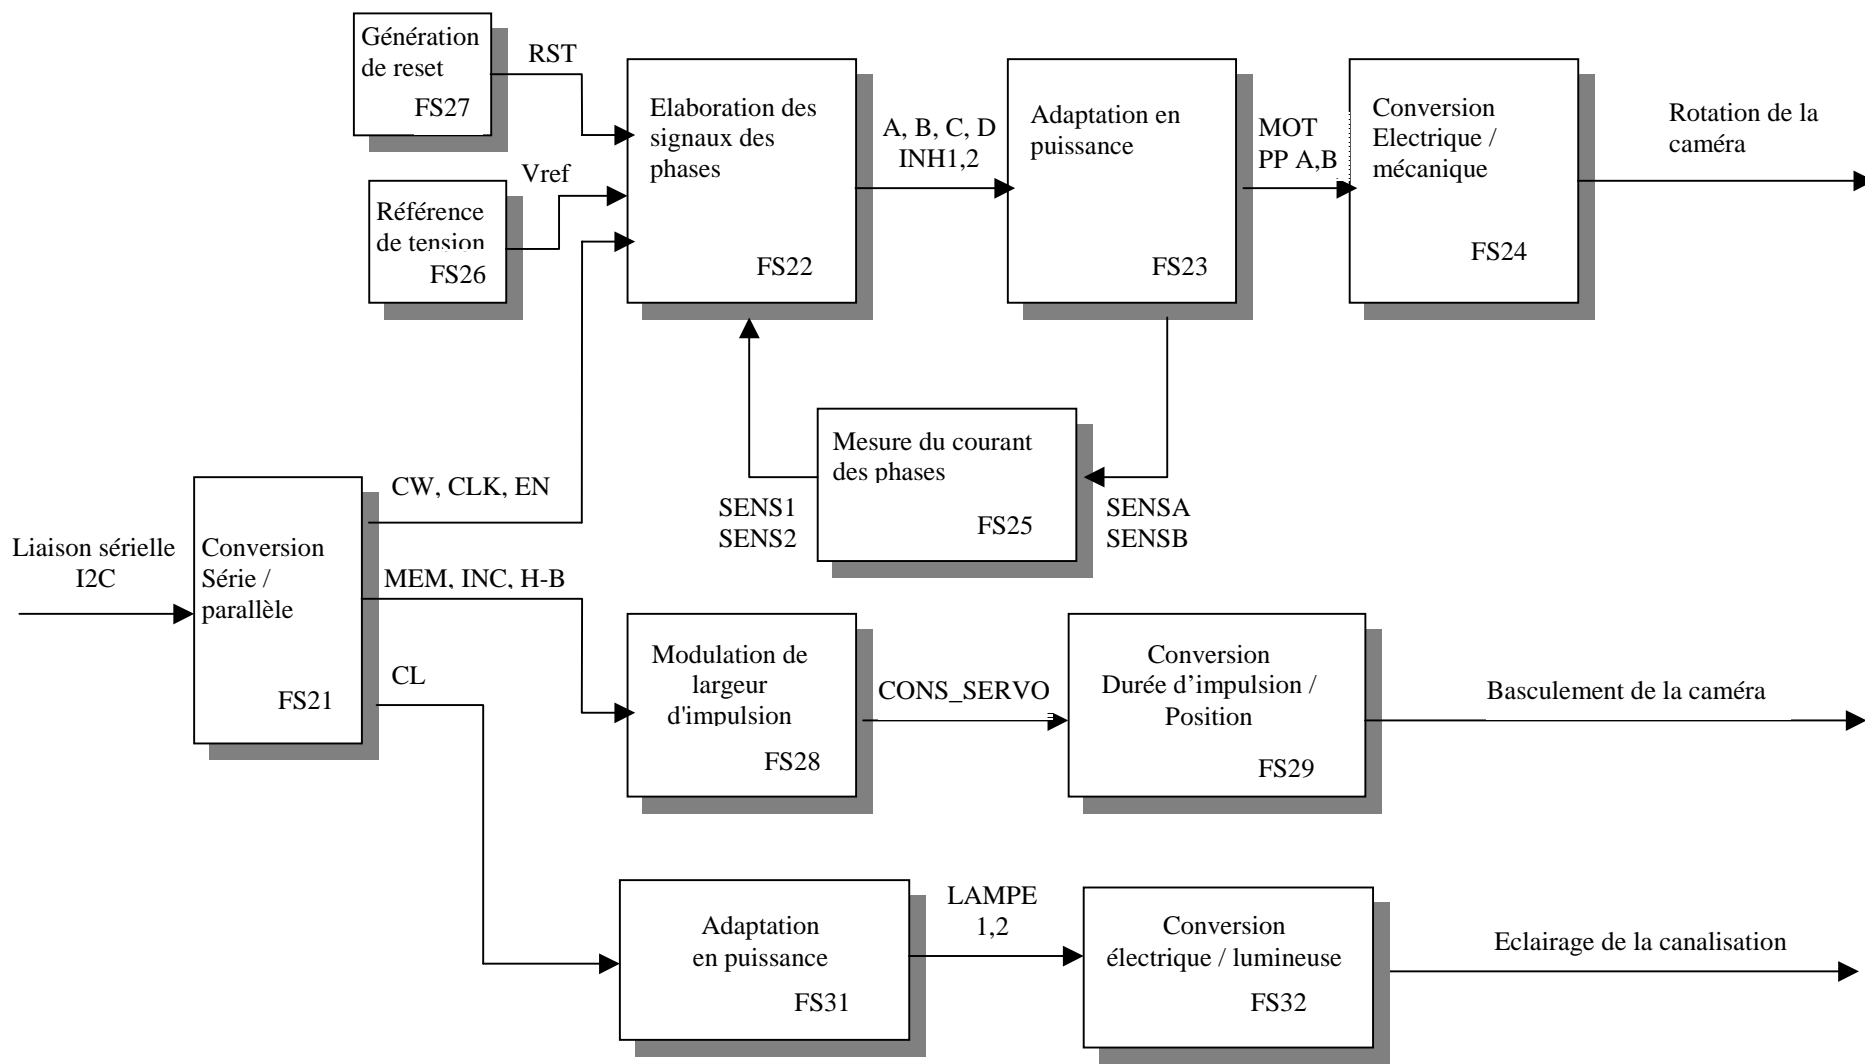 Génération
de reset
FS27
RST
Référence
de tension
FS26
Vref
Elaboration des
signaux des
phases
FS22
A, B, C, D
INH1,2
Adaptation en
puissance
FS23
MOT
PP A,B
Conversion
Electrique /
mécanique
FS24
Rotation de la
caméra
Mesure du courant
des phases
FS25
SENS1
SENS2
SENSA
SENSB
Liaison sérielle
I2C
Conversion
Série /
parallèle
FS21
CW, CLK, EN
MEM, INC, H-B
CL
Modulation de
largeur
d'impulsion
FS28
CONS_SERVO
Conversion
Durée d’impulsion /
Position
FS29
Basculement de la caméra
Adaptation
en puissance
FS31
LAMPE
1,2
Conversion
électrique / lumineuse
FS32
Eclairage de la canalisation